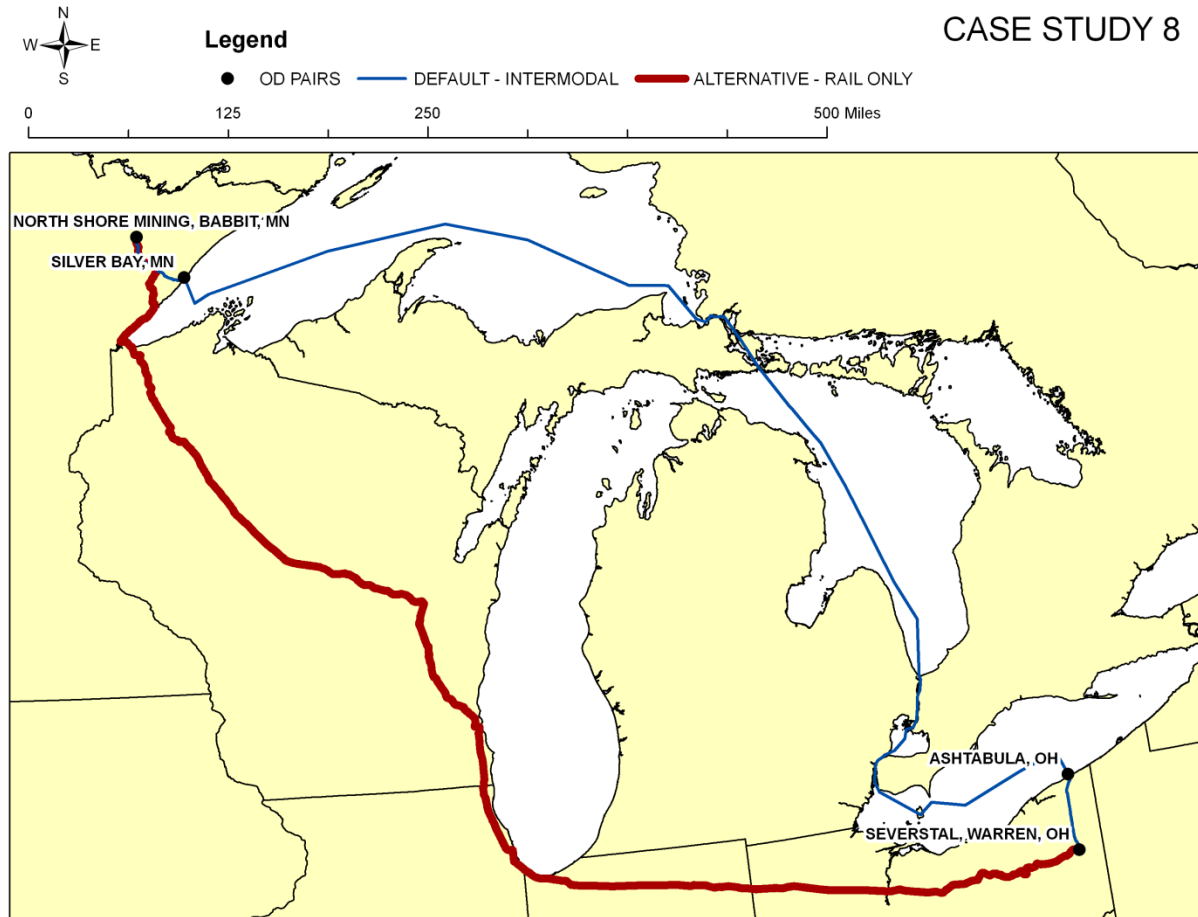 CASE STUDY 8
N
W E
S
Legend
OD PAIRS DEFAULT - INTERMODAL ALTERNATIVE - RAIL ONLY
0 125 250 500 Miles
NORTH SHORE MINING, BABBIT, MN
SILVER BAY, MN
ASHTABULA, OH
SEVERSTAL, WARREN, OH